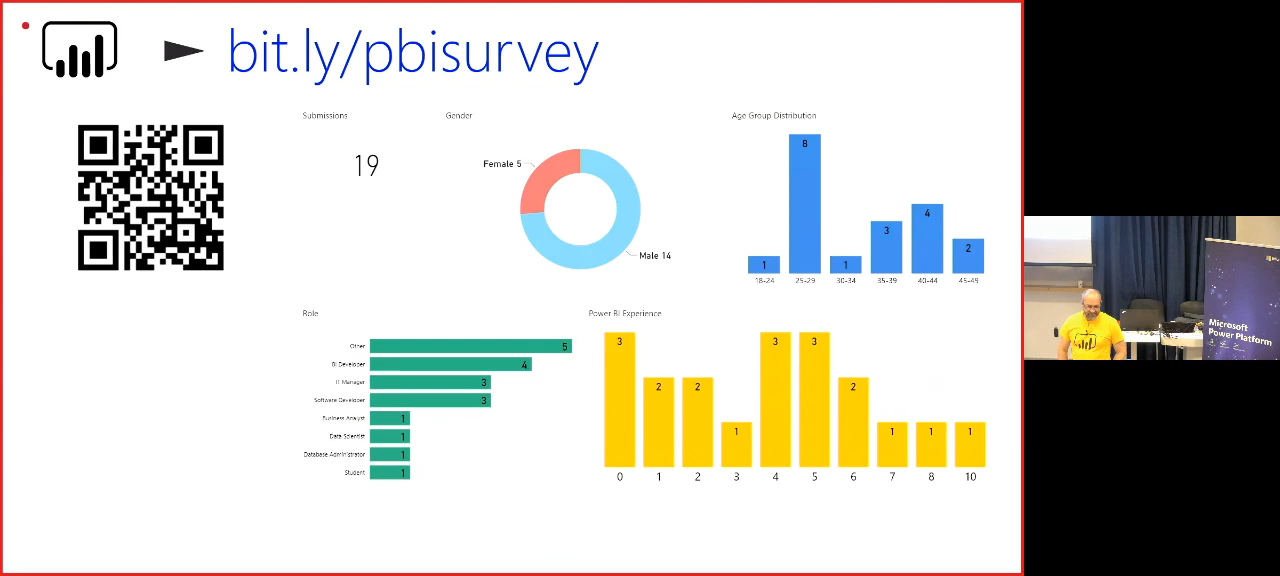 bit.ly/pbisurvey
Submissions
19
Gender
Female 5
Male 14
Age Group Distribution
8
4
3
2
1
1
18-24
25-29
30-34
35-39
40-44
45-49
Role
Other
5
BI Developer
4
IT Manager
3
Software Developer
3
Business Analyst
1
Data Scientist
1
Database Administrator
1
Student
1
Power BI Experience
3
2
2
1
3
3
2
1
1
1
0
1
2
3
4
5
6
7
8
10
Microsoft
Power Platform